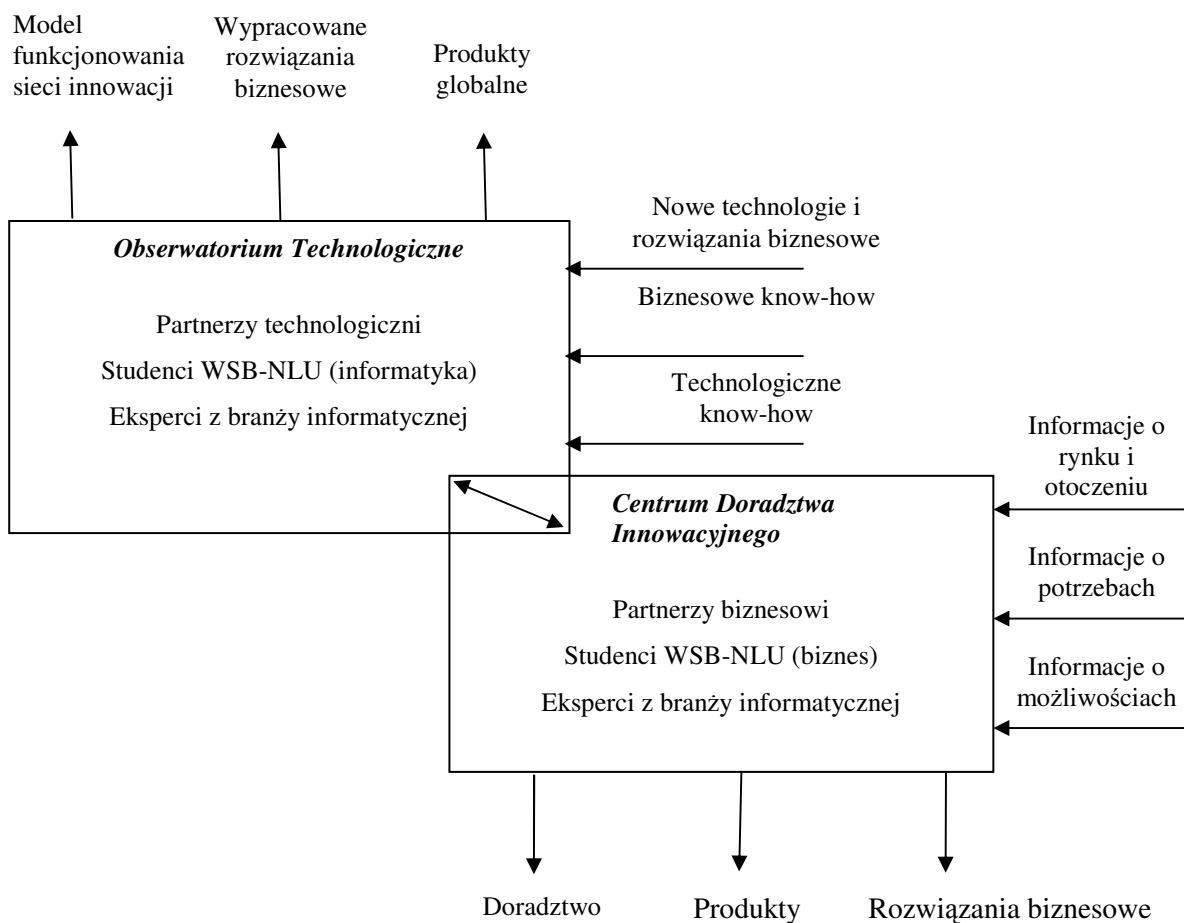 Model
funkcjonowania
sieci innowacji
Wypracowane
rozwiązania
biznesowe
Produkty
globalne
Obserwatorium Technologiczne
Partnerzy technologiczni
Studenci WSB-NLU (informatyka)
Eksperci z branży informatycznej
Nowe technologie i
rozwiązania biznesowe
Biznesowe know-how
Technologiczne
know-how
Centrum Doradztwa
Innowacyjnego
Partnerzy biznesowi
Studenci WSB-NLU (biznes)
Eksperci z branży informatycznej
Informacje o
rynku i
otoczeniu
Informacje o
potrzebach
Informacje o
możliwościach
Doradztwo
Produkty
Rozwiązania biznesowe